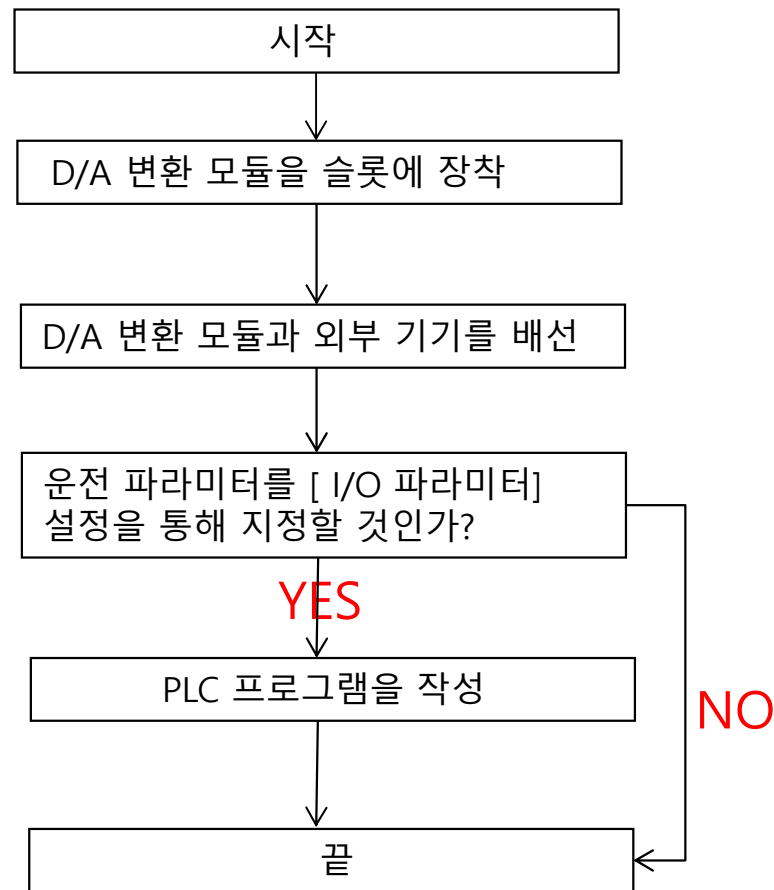 시작
D/A 변환 모듈을 슬롯에 장착
D/A 변환 모듈과 외부 기기를 배선
운전 파라미터를 [ I/O 파라미터]
설정을 통해 지정할 것인가?
YES
PLC 프로그램을 작성
NO
끝